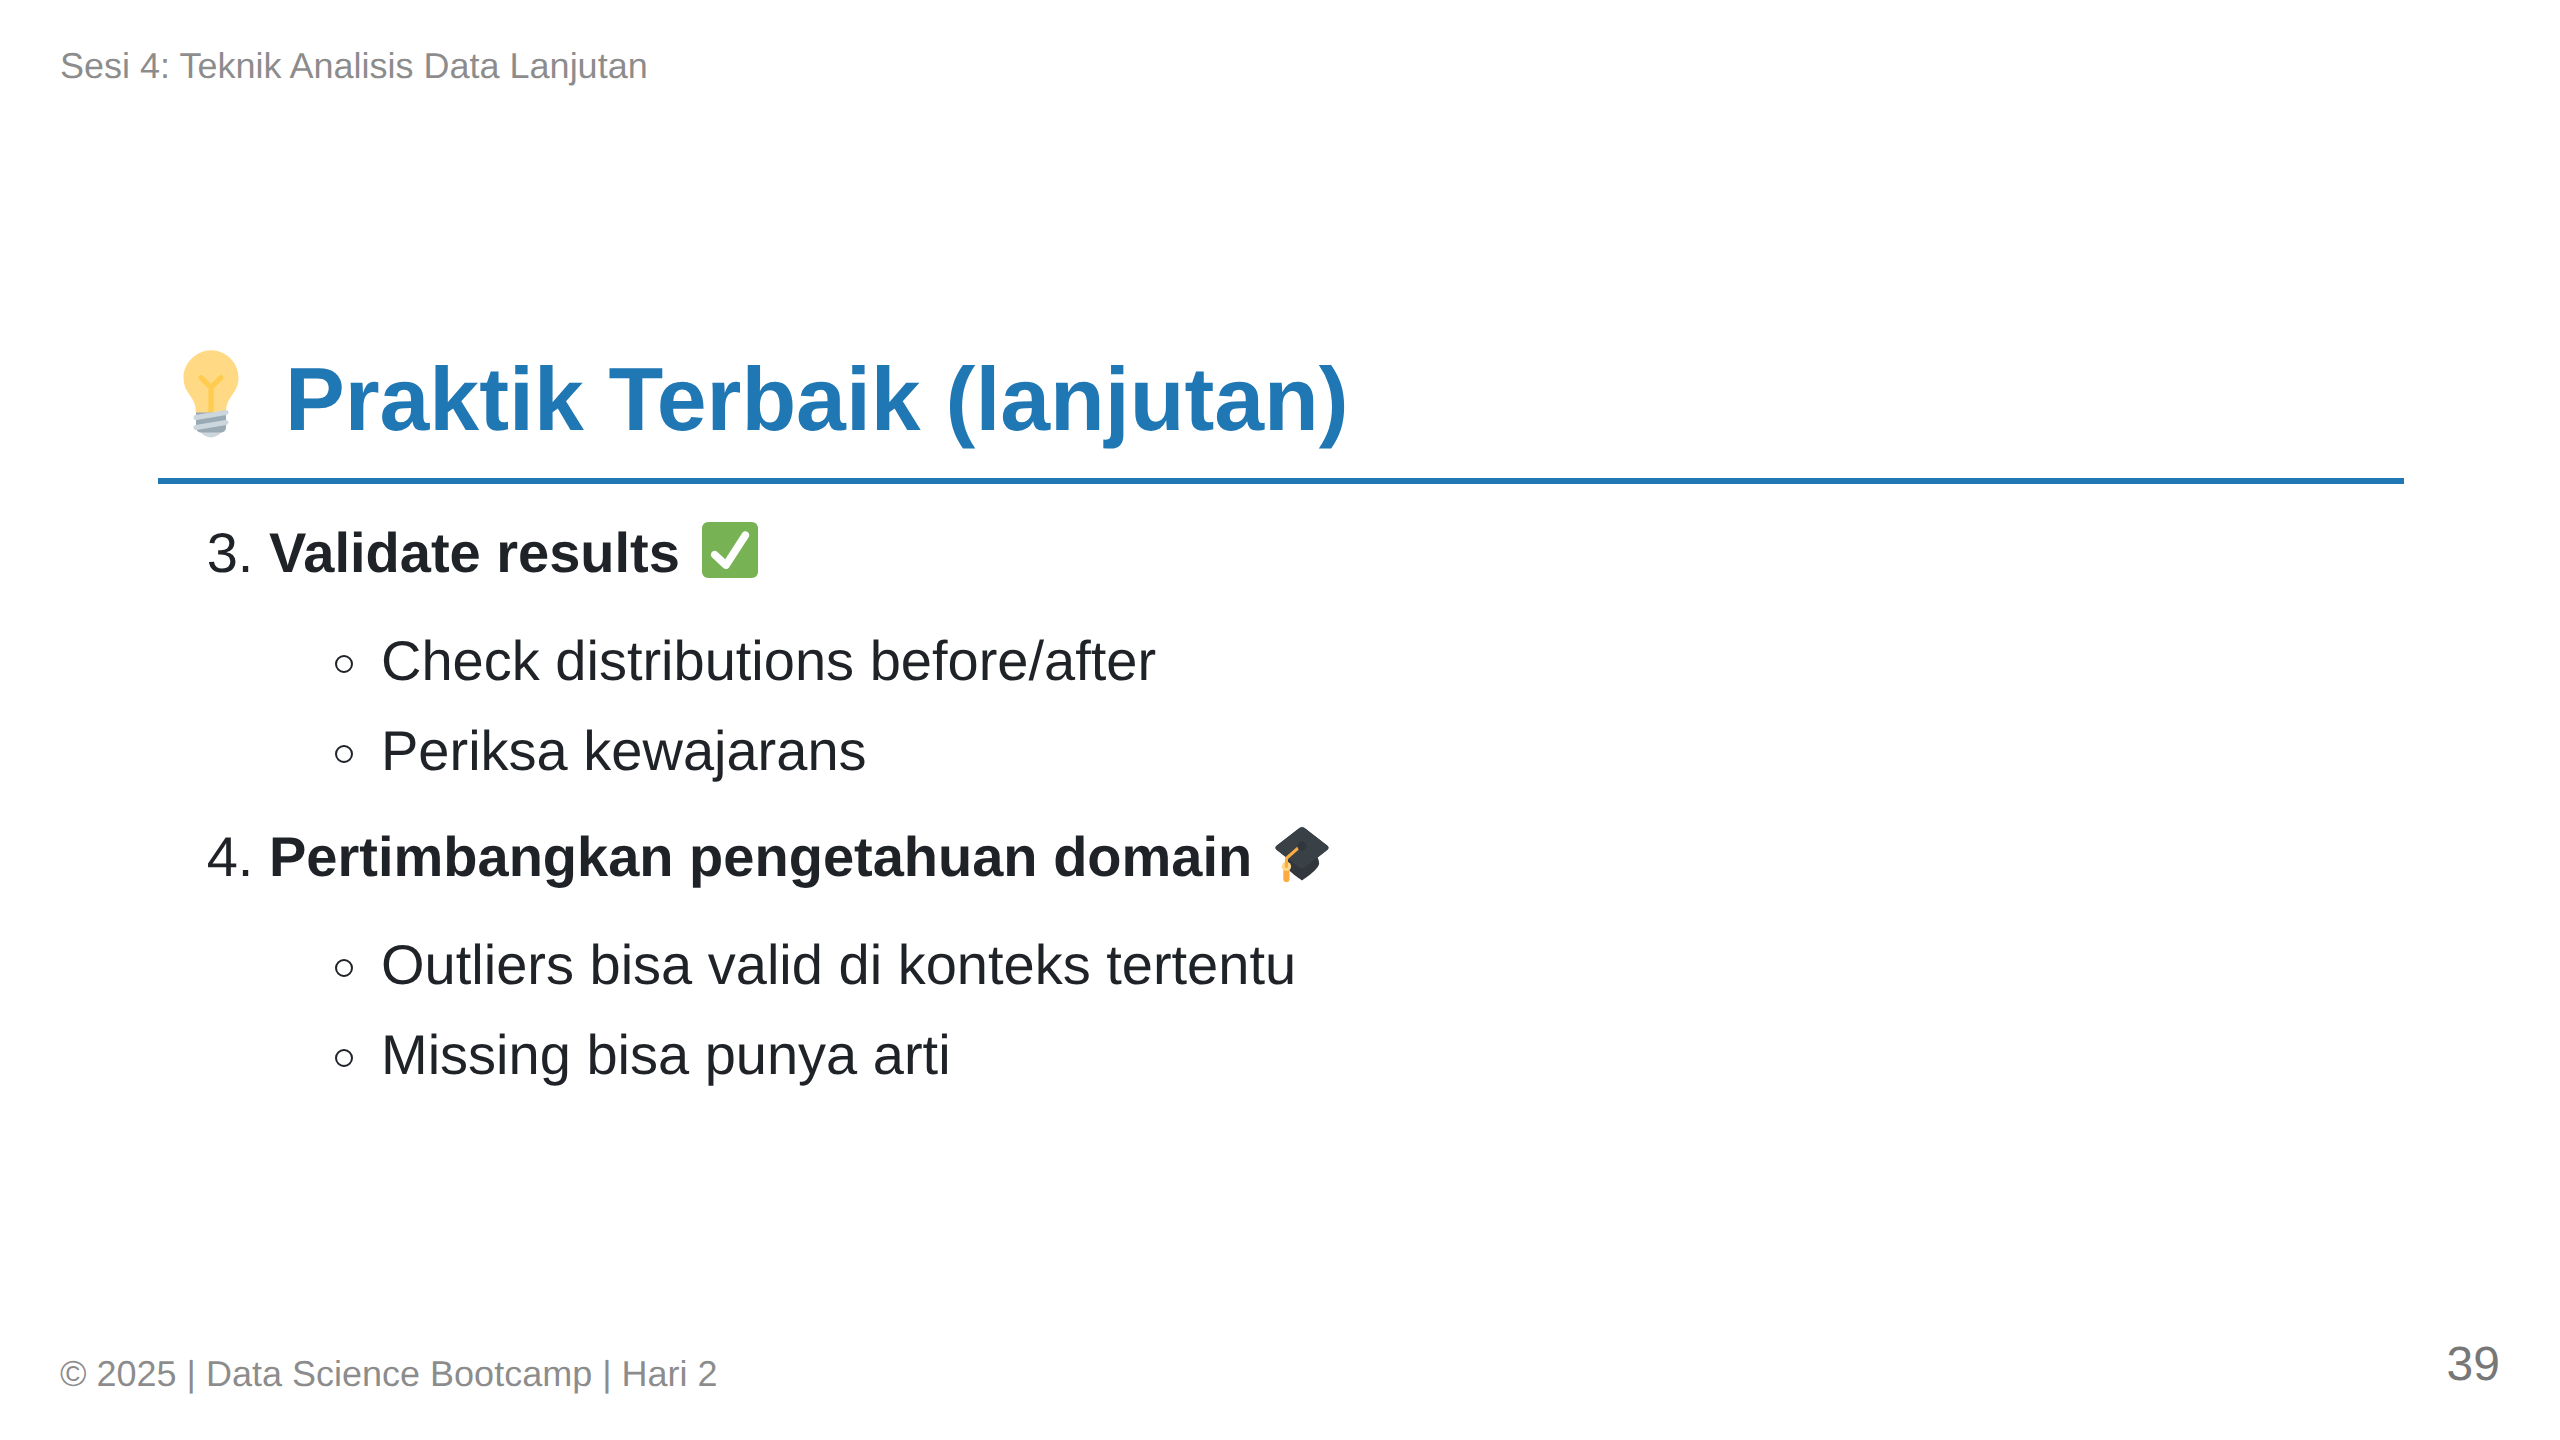 Sesi 4: Teknik Analisis Data Lanjutan
💡 Praktik Terbaik (lanjutan)
3. Validate results ✅
○ Check distributions before/after
○ Periksa kewajarans
4. Pertimbangkan pengetahuan domain 🎓
○ Outliers bisa valid di konteks tertentu
○ Missing bisa punya arti
© 2025 | Data Science Bootcamp | Hari 2
39